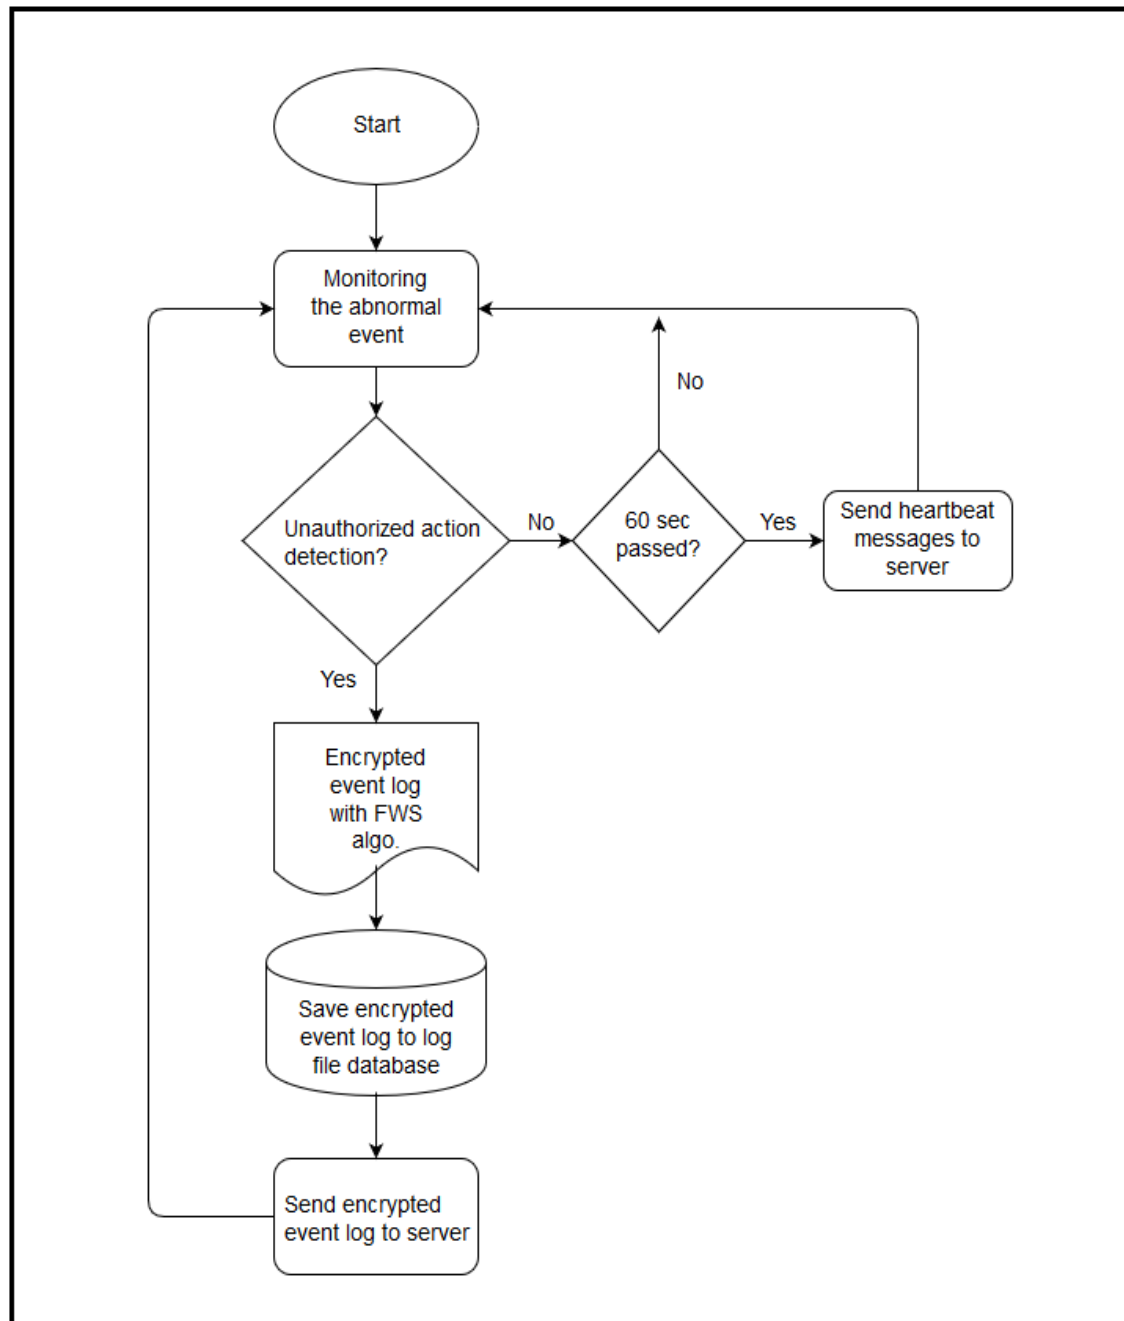 Start
Monitoring
the abnormal
event
No
Unauthorized action
detection?
No
60 sec
passed?
Yes
Send heartbeat
messages to
server
Yes
Encrypted
event log
with FWS
algo.
Save encrypted
event log to log
file database
Send encrypted
event log to server